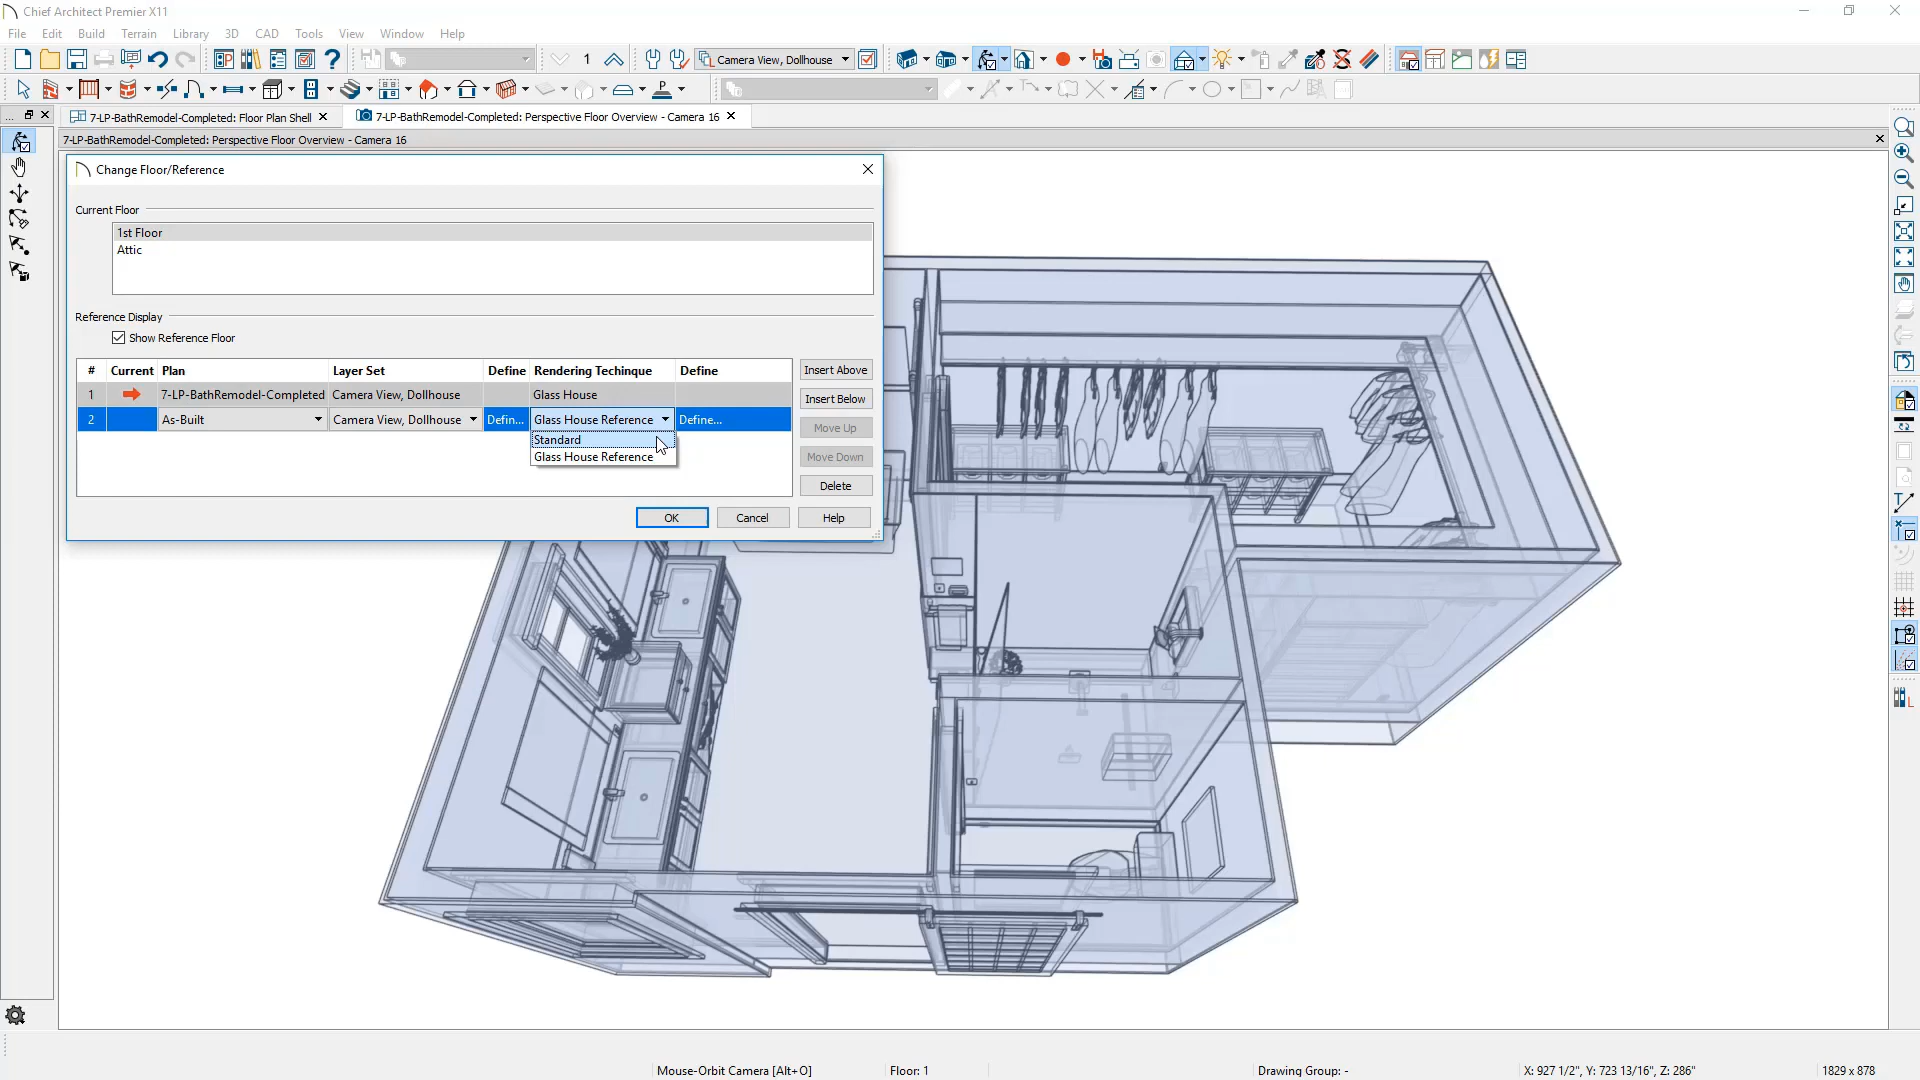 Chief Architect Premier X11
File Edit Build Terrain Library 3D CAD Tools View Window Help
1 Camera View, Dollhouse
P
... 7-LP-BathRemodel-Completed: Floor Plan Shell 7-LP-BathRemodel-Completed: Perspective Floor Overview - Camera 16
7-LP-BathRemodel-Completed: Perspective Floor Overview - Camera 16
Change Floor/Reference
Current Floor
1st Floor
Attic
Reference Display
Show Reference Floor
# Current Plan Layer Set Define Rendering Techinque Define
Insert Above
1 7-LP-BathRemodel-Completed Camera View, Dollhouse Glass House
Insert Below
2 As-Built Camera View, Dollhouse Defin... Glass House Reference Define...
Move Up
Standard
Glass House Reference
Move Down
Delete
OK Cancel Help
Mouse-Orbit Camera [Alt+O] Floor: 1 Drawing Group: - X: 927 1/2", Y: 723 13/16", Z: 286" 1829 x 878